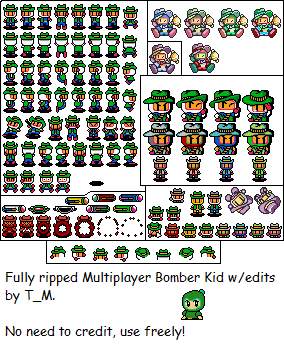 Fully ripped Multiplayer Bomber Kid w/edits
by T_M.
No need to credit, use freely!